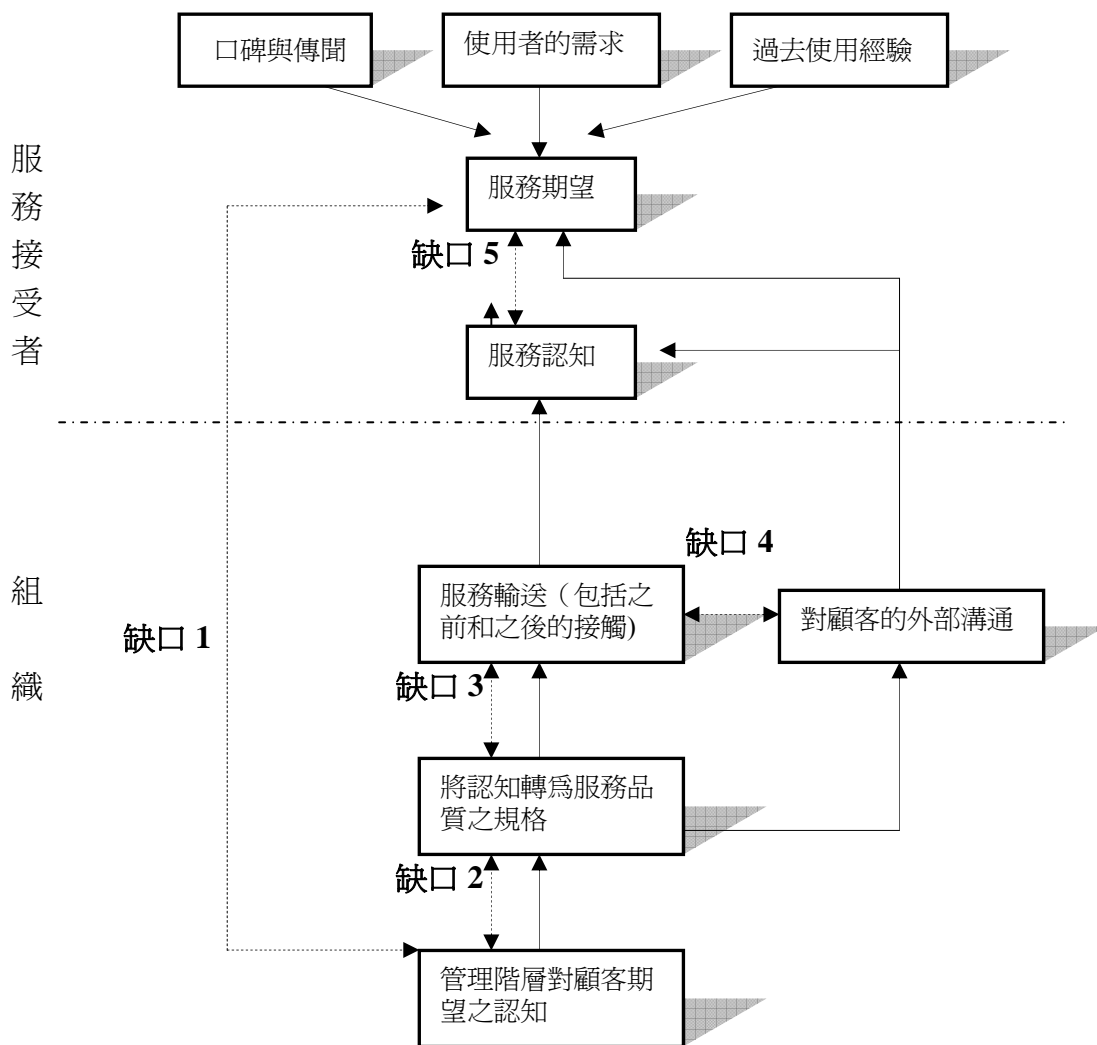 口碑與傳聞
使用者的需求
過去使用經驗
服務接受者
服務期望
缺口 5
服務認知
組織
缺口 4
服務輸送（包括之
前和之後的接觸)
對顧客的外部溝通
缺口 1
缺口 3
將認知轉爲服務品
質之規格
缺口 2
管理階層對顧客期
望之認知